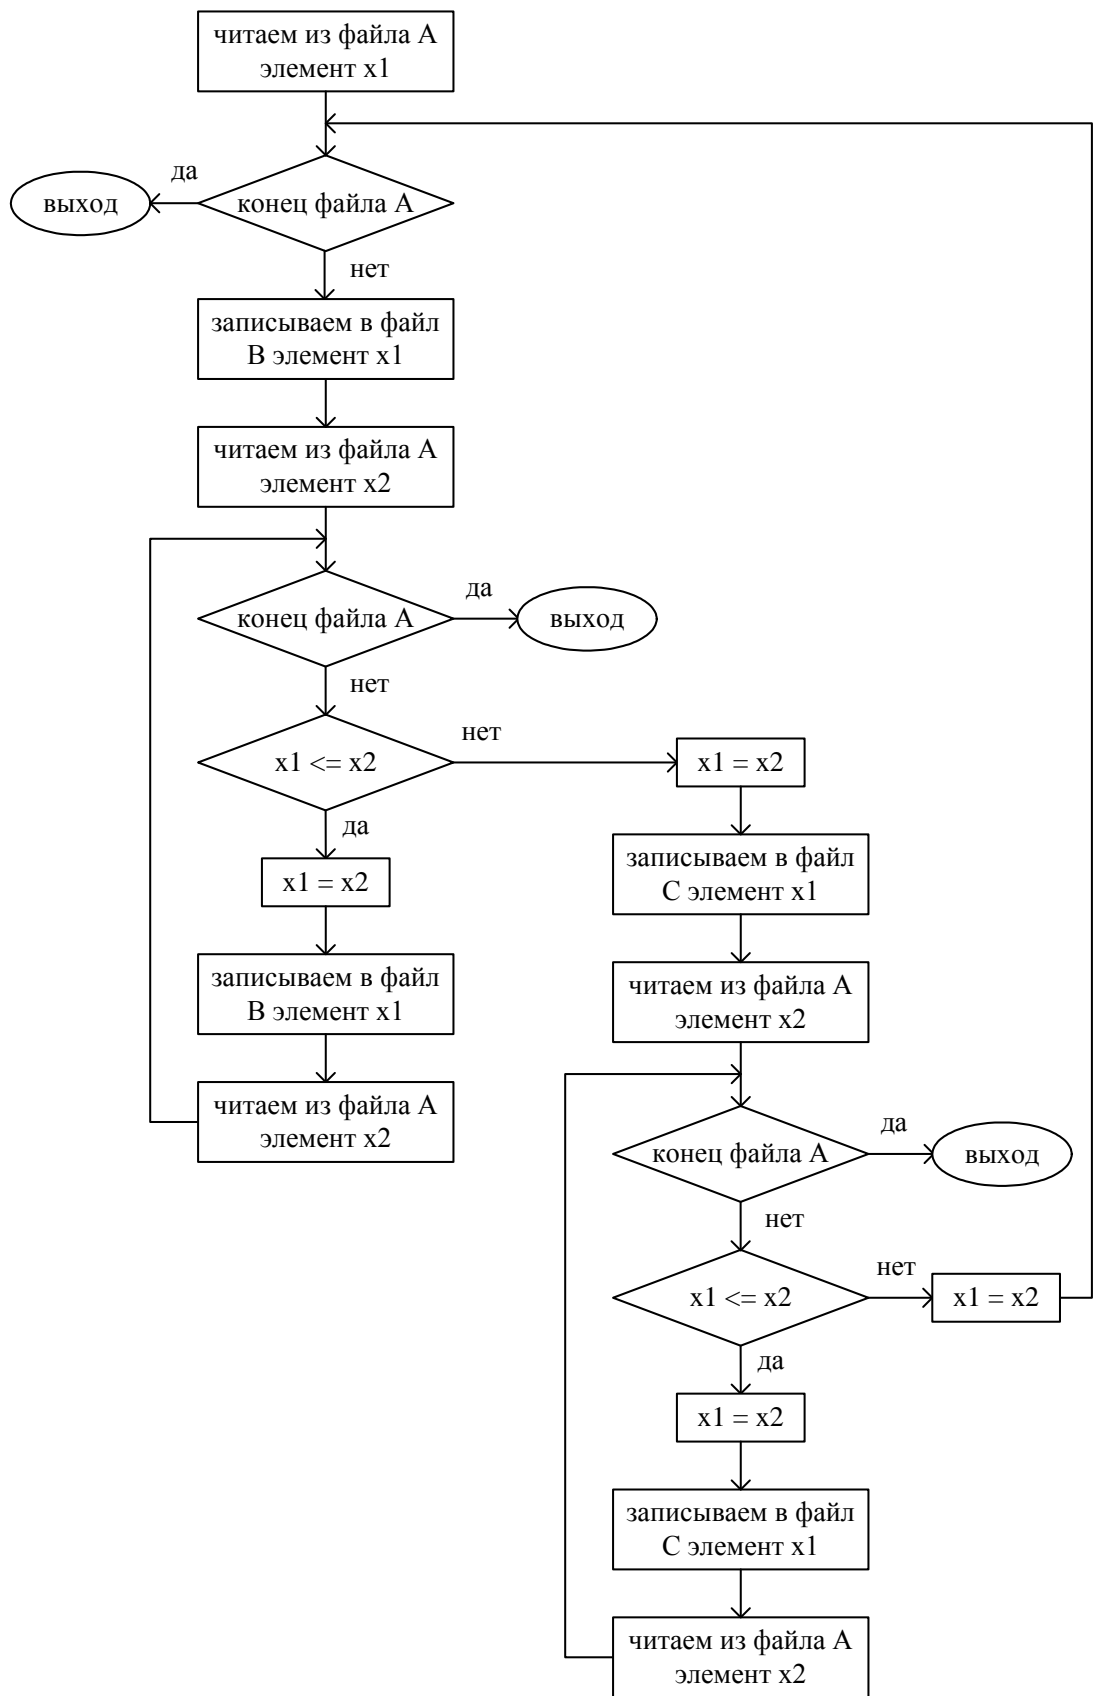 читаем из файла А
элемент x1
да
выход
конец файла А
нет
записываем в файл
В элемент x1
читаем из файла А
элемент x2
конец файла А
да
выход
нет
x1 <= x2
нет
x1 = x2
да
x1 = x2
записываем в файл
В элемент x1
читаем из файла А
элемент x2
записываем в файл
С элемент x1
читаем из файла А
элемент x2
конец файла А
да
выход
нет
x1 <= x2
нет
x1 = x2
да
x1 = x2
записываем в файл
С элемент x1
читаем из файла А
элемент x2